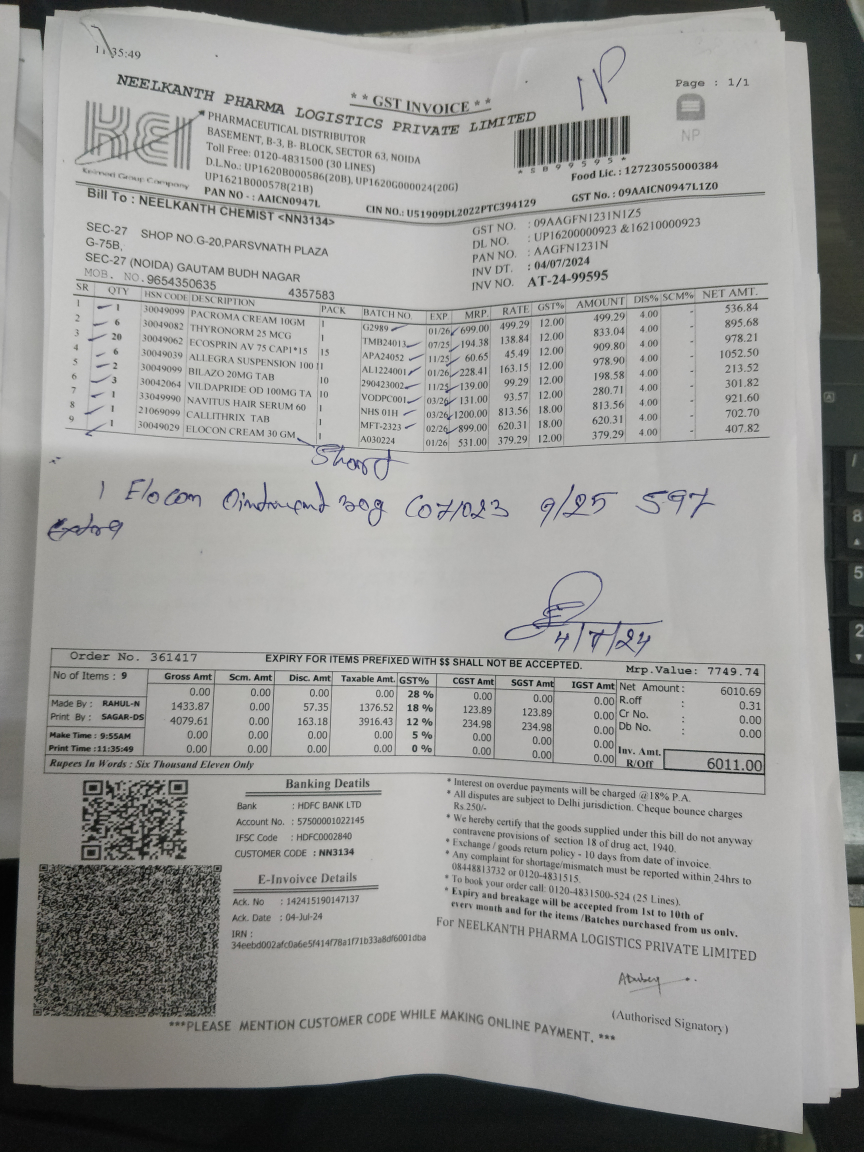 11:35:49
* * GST INVOICE * *
Page : 1/1
NEELKANTH PHARMA LOGISTICS PRIVATE LIMITED
IP
KEI
Keimed Group Company
PHARMACEUTICAL DISTRIBUTOR
BASEMENT, B-3, B- BLOCK, SECTOR 63, NOIDA
Toll Free: 0120-4831500 (30 LINES)
D.L.No.: UP1620B000586(20B), UP1620G000024(20G)
UP1621B000578(21B)
PAN NO - : AAICN0947L
CIN NO.: U51909DL2022PTC394129
*5899595*
NP
Food Lic. : 12723055000384
GST No. : 09AAICN0947L1Z0
Bill To : NEELKANTH CHEMIST <NN3134>
SEC-27 SHOP NO.G-20,PARSVNATH PLAZA
G-75B,
SEC-27 (NOIDA) GAUTAM BUDH NAGAR
MOB. NO. 9654350635 4357583
GST NO. : 09AAGFN1231N1Z5
DL NO. : UP16200000923 &16210000923
PAN NO. : AAGFN1231N
INV DT. : 04/07/2024
INV NO. AT-24-99595
SR QTY HSN CODE DESCRIPTION PACK BATCH NO. EXP. MRP. RATE GST% AMOUNT DIS% SCM% NET AMT.
1 1 30049099 PACROMA CREAM 10GM 1 G2989 01/26 699.00 499.29 12.00 499.29 4.00 - 536.84
2 6 30049082 THYRONORM 25 MCG 1 TMB24013 07/25 194.38 138.84 12.00 833.04 4.00 - 895.68
3 20 30049062 ECOSPRIN AV 75 CAP1*15 15 APA24052 11/25 60.65 45.49 12.00 909.80 4.00 - 978.21
4 6 30049039 ALLEGRA SUSPENSION 100 1 AL1224001 01/26 228.41 163.15 12.00 978.90 4.00 - 1052.50
5 2 30049099 BILAZO 20MG TAB 10 290423002 11/25 139.00 99.29 12.00 198.58 4.00 - 213.52
6 3 30042064 VILDAPRIDE OD 100MG TA 10 VODPC001 03/26 131.00 93.57 12.00 280.71 4.00 - 301.82
7 1 33049990 NAVITUS HAIR SERUM 60 1 NHS 01H 03/26 1200.00 813.56 18.00 813.56 4.00 - 921.60
8 1 21069099 CALLITHRIX TAB 1 MFT-2323 02/26 899.00 620.31 18.00 620.31 4.00 - 702.70
9 1 30049029 ELOCON CREAM 30 GM 1 A030224 01/26 531.00 379.29 12.00 379.29 4.00 - 407.82
Short
1 Elocon Ointment 30g C071023 9/25 597
Extra
4/7/24
Order No. 361417 EXPIRY FOR ITEMS PREFIXED WITH $$ SHALL NOT BE ACCEPTED. Mrp.Value: 7749.74
No of Items : 9 Gross Amt Scm. Amt Disc. Amt Taxable Amt. GST% CGST Amt SGST Amt IGST Amt Net Amount : 6010.69
0.00 0.00 0.00 0.00 28 % 0.00 0.00 0.00 R.off : 0.31
Made By : RAHUL-N 1433.87 0.00 57.35 1376.52 18 % 123.89 123.89 0.00 Cr No. : 0.00
Print By : SAGAR-DS 4079.61 0.00 163.18 3916.43 12 % 234.98 234.98 0.00 Db No. : 0.00
Make Time : 9:55AM 0.00 0.00 0.00 0.00 5 % 0.00 0.00 0.00
Print Time :11:35:49 0.00 0.00 0.00 0.00 0 % 0.00 0.00 0.00 Inv. Amt. R/Off 6011.00
Rupees In Words : Six Thousand Eleven Only
Banking Deatils
Bank : HDFC BANK LTD
Account No. : 57500001022145
IFSC Code : HDFC0002840
CUSTOMER CODE : NN3134
E-Invoivce Details
Ack. No : 142415190147137
Ack. Date : 04-Jul-24
IRN :
34eebd002afc0a6e5f414f78a1f71b33a8df6001dba
* Interest on overdue payments will be charged @18% P.A.
* All disputes are subject to Delhi jurisdiction. Cheque bounce charges
Rs.250/-
* We hereby certify that the goods supplied under this bill do not anyway
contravene provisions of section 18 of drug act, 1940.
* Exchange / goods return policy - 10 days from date of invoice.
* Any complaint for shortage/mismatch must be reported within 24hrs to
08448813732 or 0120-4831515.
* To book your order call: 0120-4831500-524 (25 Lines).
* Expiry and breakage will be accepted from 1st to 10th of
every month and for the items /Batches purchased from us only.
For NEELKANTH PHARMA LOGISTICS PRIVATE LIMITED
(Authorised Signatory)
***PLEASE MENTION CUSTOMER CODE WHILE MAKING ONLINE PAYMENT. ***